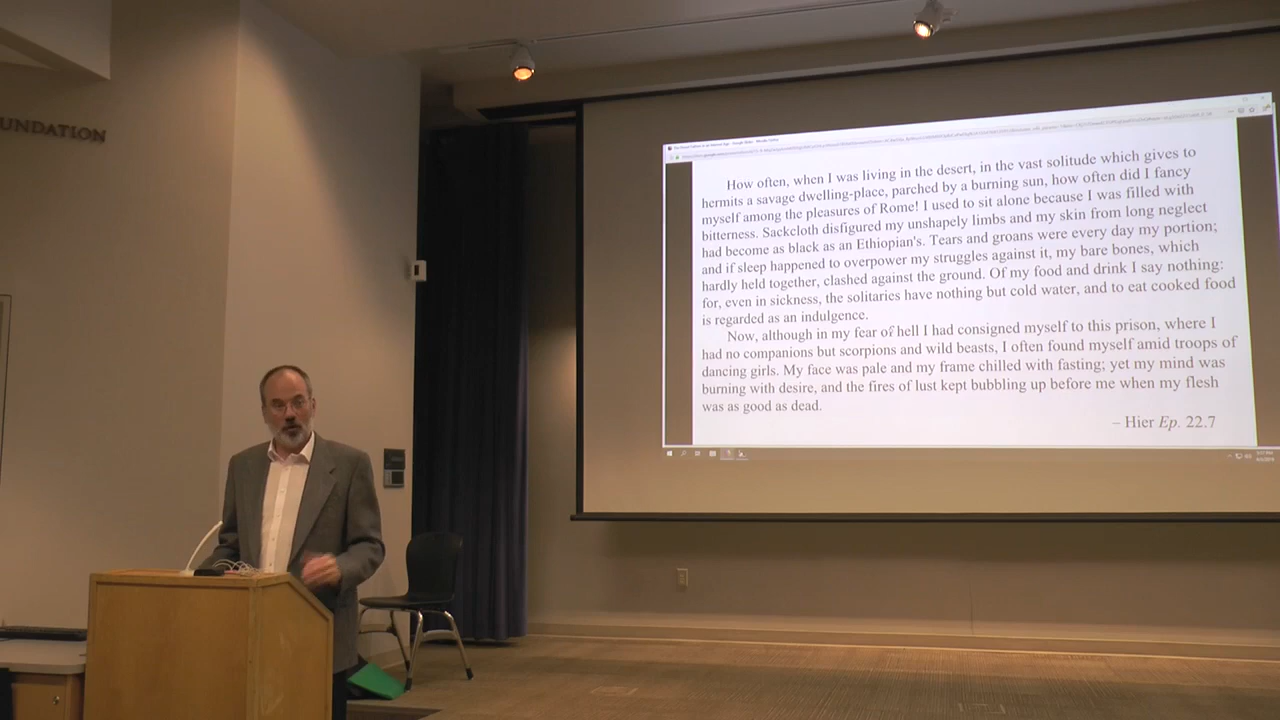 UNDATION
How often, when I was living in the desert, in the vast solitude which gives to
hermits a savage dwelling-place, parched by a burning sun, how often did I fancy
myself among the pleasures of Rome! I used to sit alone because I was filled with
bitterness. Sackcloth disfigured my unshapely limbs and my skin from long neglect
had become as black as an Ethiopian's. Tears and groans were every day my portion;
and if sleep happened to overpower my struggles against it, my bare bones, which
hardly held together, clashed against the ground. Of my food and drink I say nothing:
for, even in sickness, the solitaries have nothing but cold water, and to eat cooked food
is regarded as an indulgence.
Now, although in my fear of hell I had consigned myself to this prison, where I
had no companions but scorpions and wild beasts, I often found myself amid troops of
dancing girls. My face was pale and my frame chilled with fasting; yet my mind was
burning with desire, and the fires of lust kept bubbling up before me when my flesh
was as good as dead.
– Hier Ep. 22.7